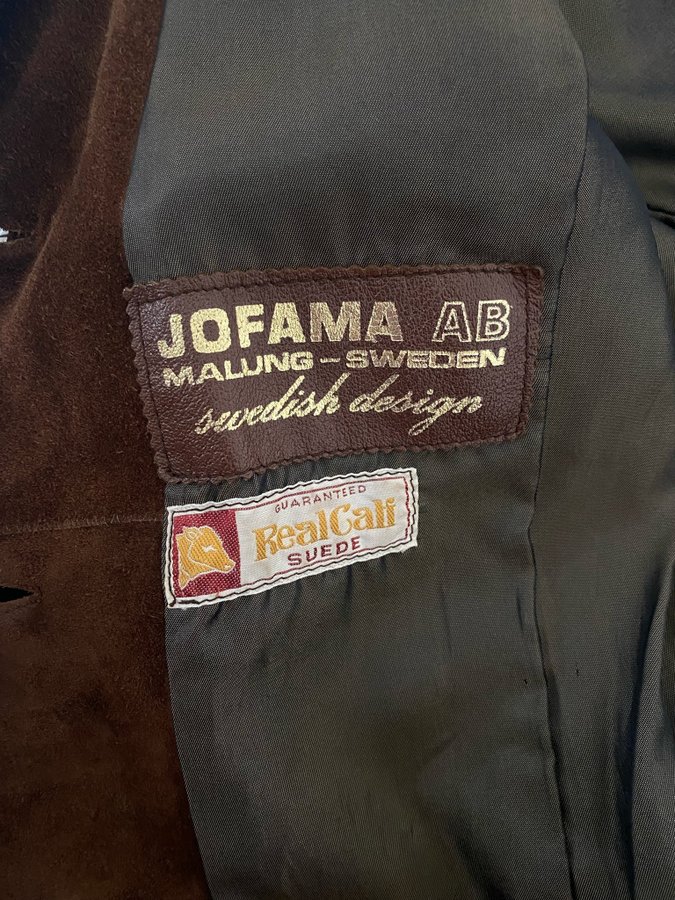 JOFAMA AB
MALUNG-SWEDEN
swedish design
GUARANTEED
RealCalf
SUEDE